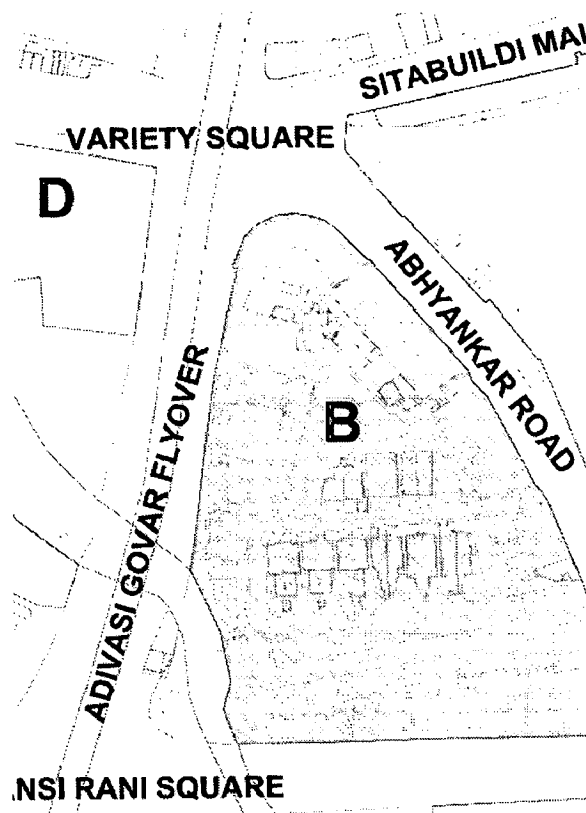 SITABUILDI MAI
VARIETY SQUARE
D
ABHYANKAR ROAD
B
ADIVASI GOVAR FLYOVER
NSI RANI SQUARE